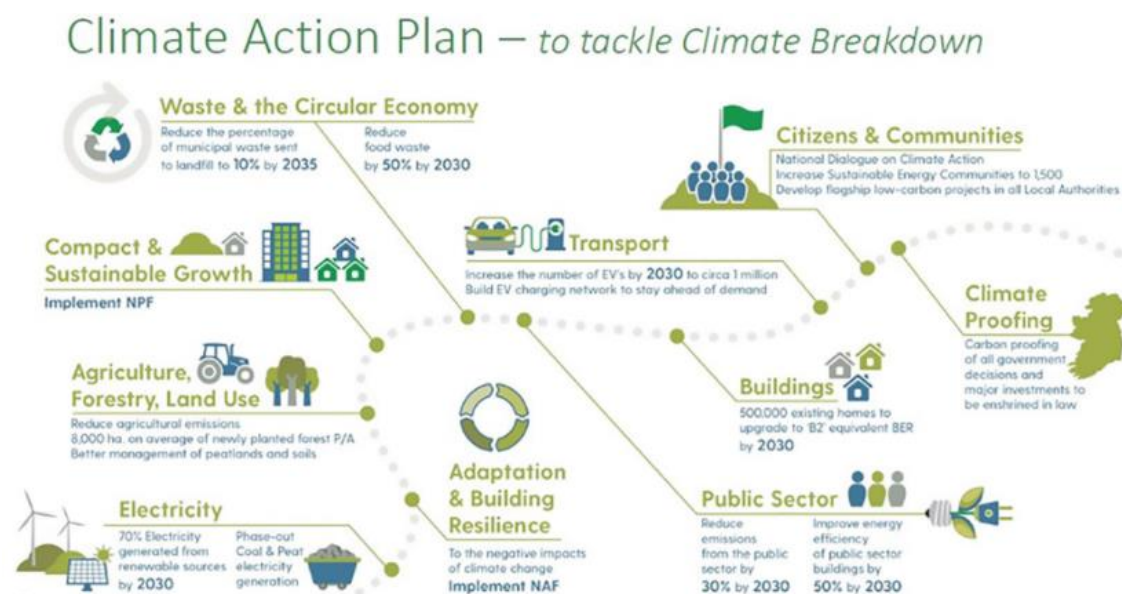 Climate Action Plan – to tackle Climate Breakdown
Waste & the Circular Economy
Reduce the percentage
of municipal waste sent
to landfill to 10% by 2035
Reduce
food waste
by 50% by 2030
Citizens & Communities
National Dialogue on Climate Action
Increase Sustainable Energy Communities to 1,500
Develop flagship low-carbon projects in all Local Authorities
Compact &
Sustainable Growth
Implement NPF
Transport
Increase the number of EV's by 2030 to circa 1 million
Build EV charging network to stay ahead of demand
Climate
Proofing
Carbon proofing
of all government
decisions and
major investments to
be enshrined in law
Agriculture,
Forestry, Land Use
Reduce agricultural emissions
8,000 ha. on average of newly planted forest P/A
Better management of peatlands and soils
Buildings
500,000 existing homes to
upgrade to 'B2' equivalent BER
by 2030
Adaptation
& Building
Resilience
To the negative impacts
of climate change
Implement NAF
Public Sector
Reduce
emissions
from the public
sector by
30% by 2030
Improve energy
efficiency
of public sector
buildings by
50% by 2030
Electricity
70% Electricity
generated from
renewable sources
by 2030
Phase-out
Coal & Peat
electricity
generation